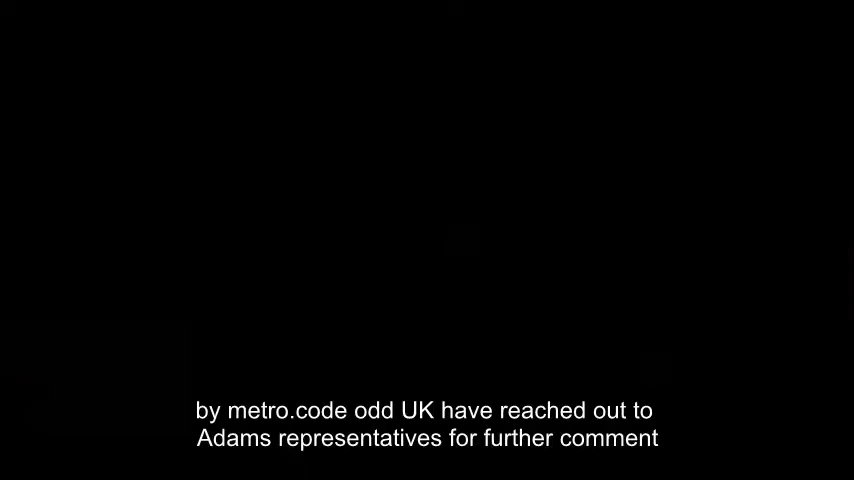 by metro.code odd UK have reached out to
Adams representatives for further comment